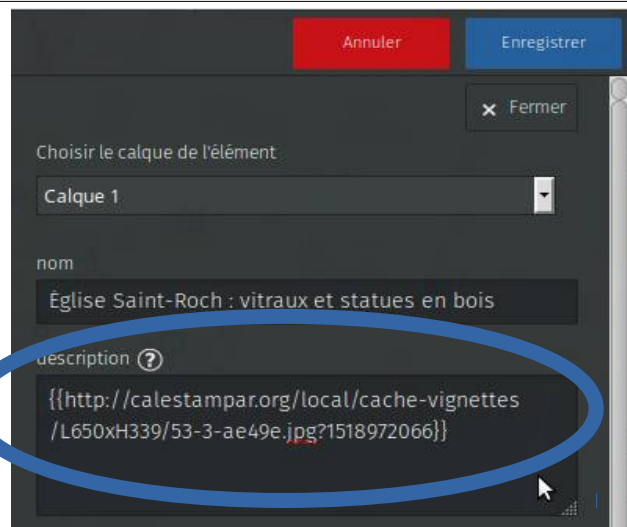 Annuler Enregistrer
× Fermer
Choisir le calque de l'élément
Calque 1
nom
Église Saint-Roch : vitraux et statues en bois
description ?
{{http://calestampar.org/local/cache-vignettes
/L650xH339/53-3-ae49e.jpg?1518972066}}